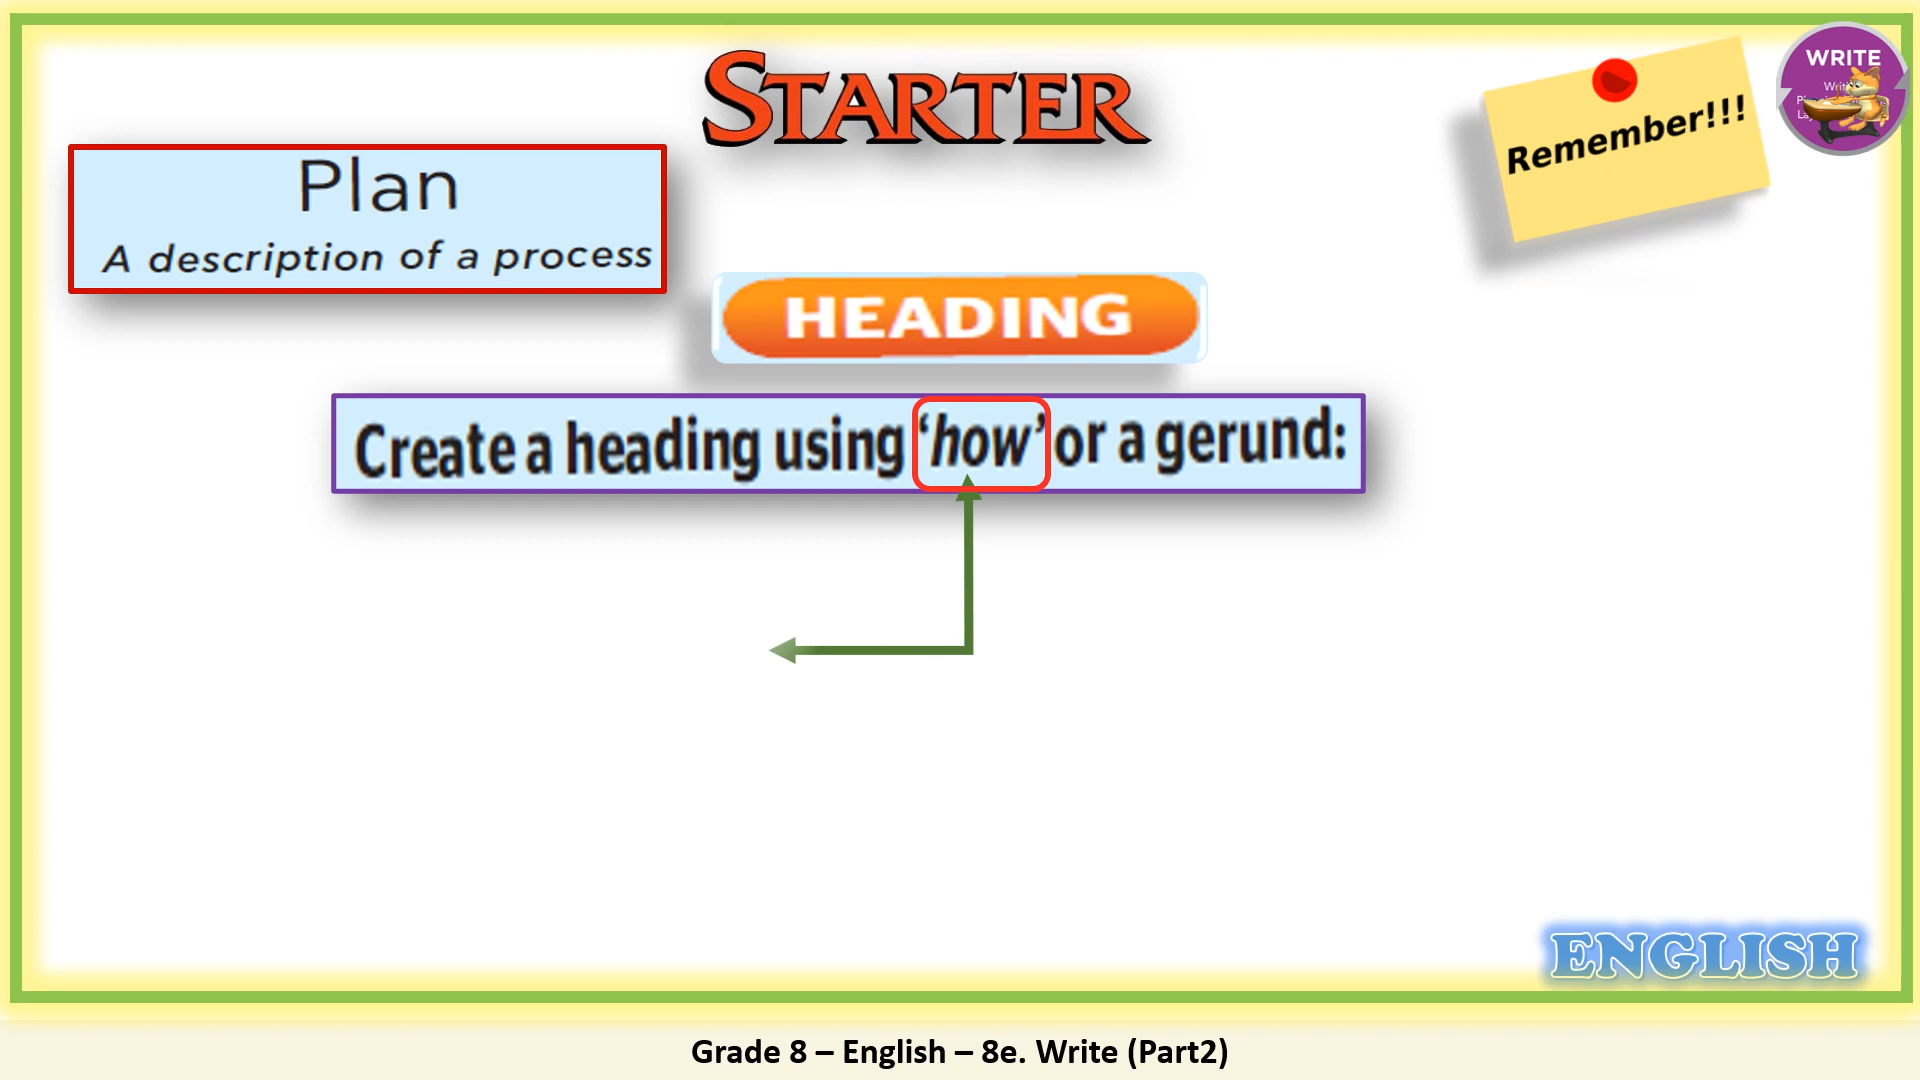 STARTER
WRITE
Remember!!!
Plan
A description of a process
HEADING
Create a heading using ‘how’ or a gerund:
ENGLISH
Grade 8 – English – 8e. Write (Part2)